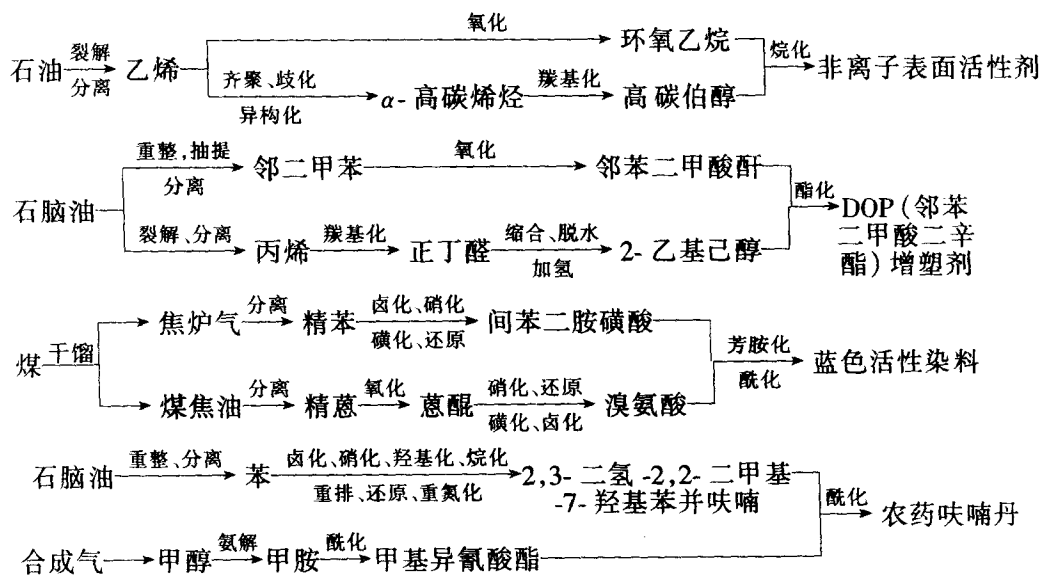 氧化
石油 裂解 乙烯 环氧乙烷 烷化 非离子表面活性剂
分离 齐聚、歧化 α-高碳烯烃 羰基化 高碳伯醇
异构化
重整,抽提 邻二甲苯 氧化 邻苯二甲酸酐
分离 酯化
石脑油 DOP(邻苯
裂解、分离 丙烯 羰基化 正丁醛 缩合、脱水 2-乙基己醇 二甲酸二辛
加氢 酯)增塑剂
焦炉气 分离 精苯 卤化、硝化 间苯二胺磺酸
磺化、还原
煤 干馏 芳胺化 蓝色活性染料
酰化
煤焦油 分离 精蒽 氧化 蒽醌 硝化、还原 溴氨酸
磺化、卤化
石脑油 重整、分离 苯 卤化、硝化、羟基化、烷化 2,3-二氢-2,2-二甲基
重排、还原、重氮化 -7-羟基苯并呋喃
酰化 农药呋喃丹
合成气 甲醇 氨解 甲胺 酰化 甲基异氰酸酯